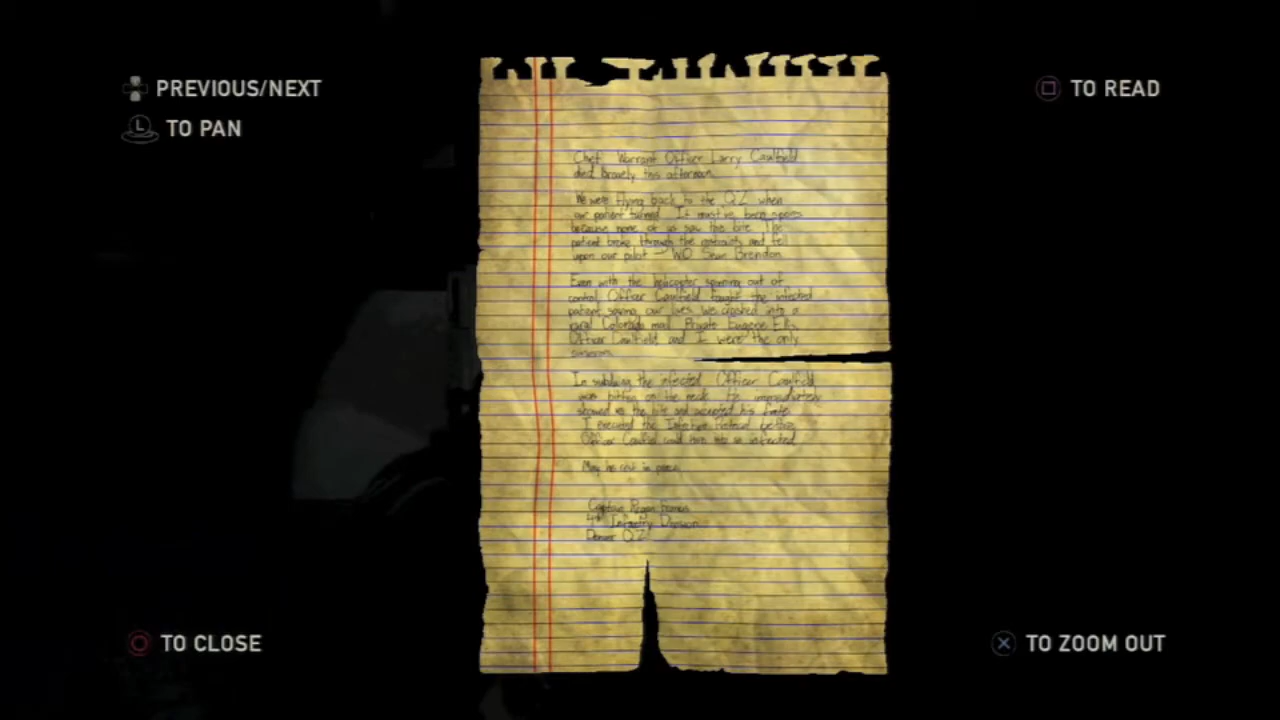 PREVIOUS/NEXT
L TO PAN
TO READ
Chief Warrant Officer Larry Caulfield
died bravely this afternoon.
We were flying back to the QZ when
our patient turned. It must've been spores
because none of us saw the bite. The
patient broke through the restraints and fell
upon our pilot — WO Sean Brendon.
Even with the helicopter spinning out of
control, Officer Caulfield fought the infected
patient saving our lives. We crashed into a
rural Colorado mall. Private Eugene Ellis,
Officer Caulfield, and I were the only
survivors.
In subduing the infected, Officer Caulfield
was bitten on the neck. He immediately
showed us the bite and accepted his fate.
I executed the Infection Protocol before
Officer Caulfield could turn into an infected.
May he rest in peace.
Captain Regan Francis
4th Infantry Division
Denver QZ
TO CLOSE
TO ZOOM OUT